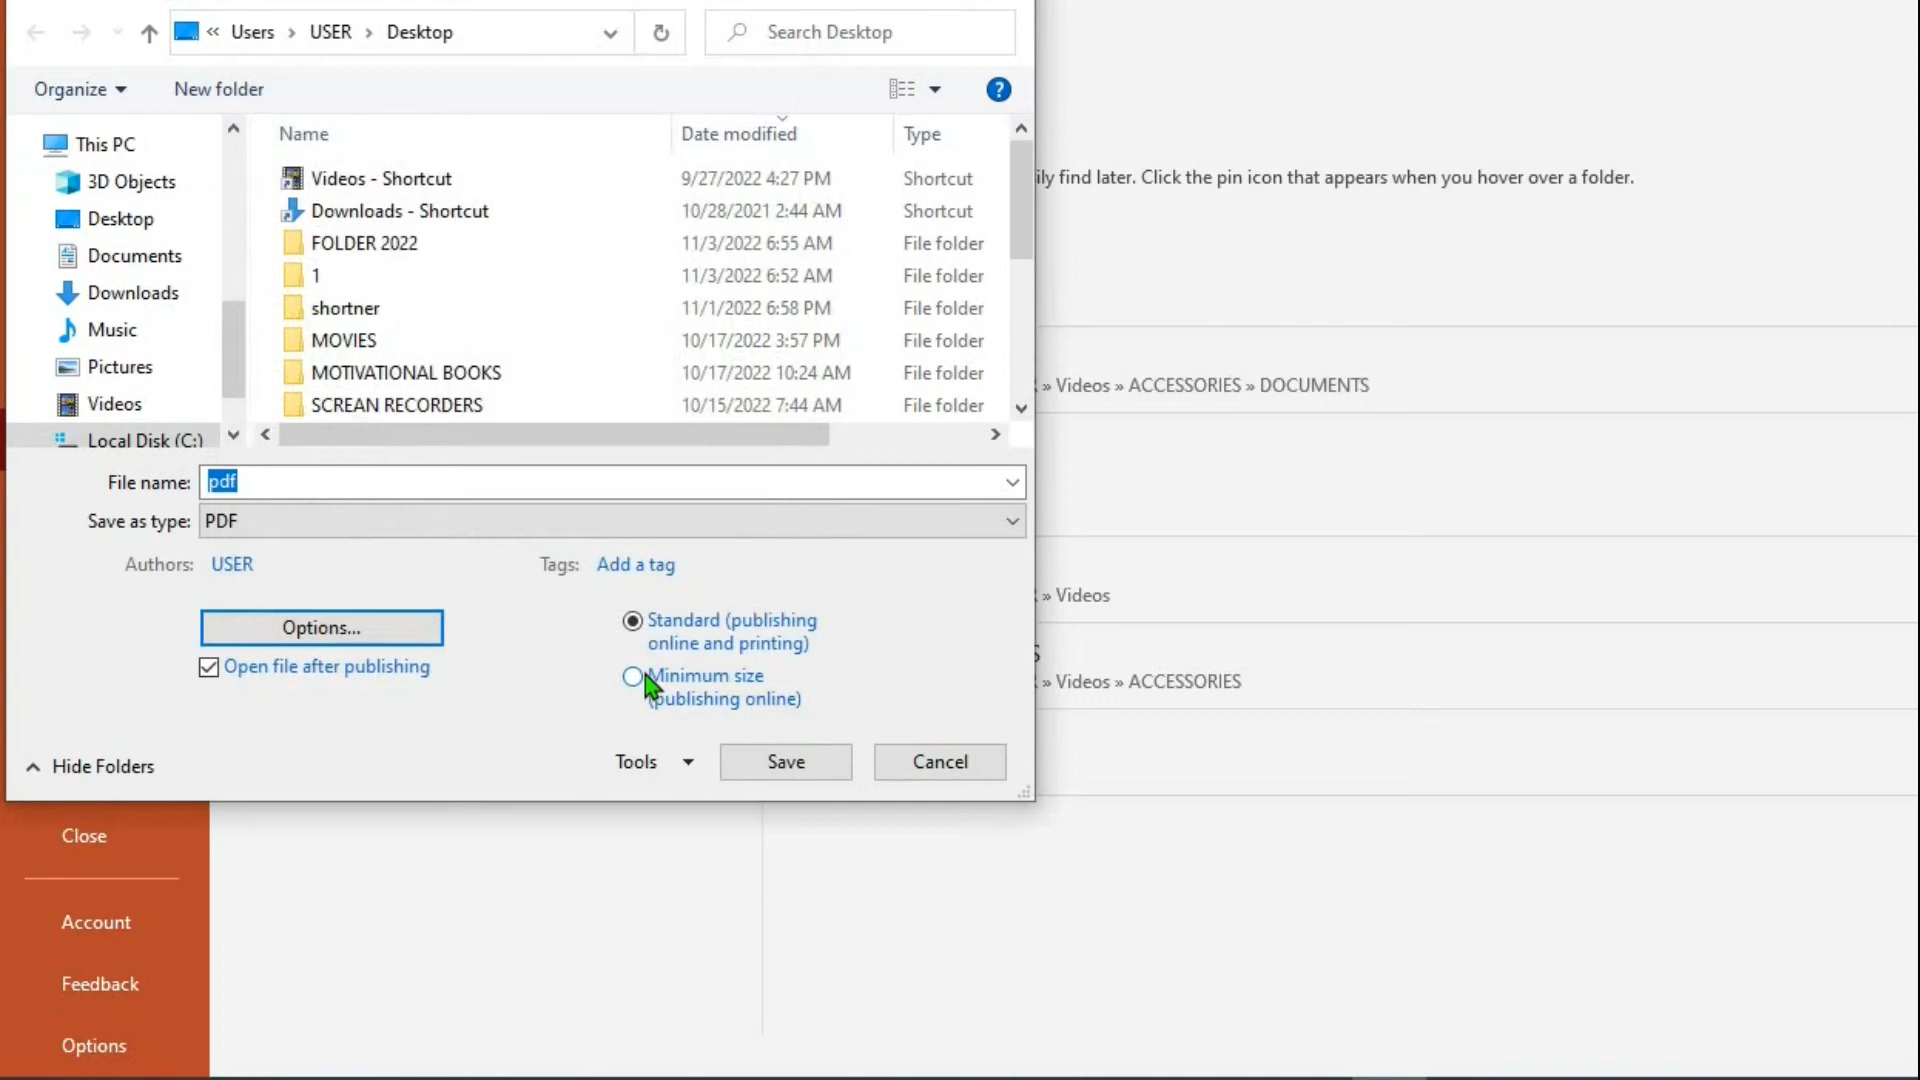 « Users › USER › Desktop
Search Desktop
Organize
New folder
?
This PC
3D Objects
Desktop
Documents
Downloads
Music
Pictures
Videos
Local Disk (C:)
Name Date modified Type
Videos - Shortcut 9/27/2022 4:27 PM Shortcut
Downloads - Shortcut 10/28/2021 2:44 AM Shortcut
FOLDER 2022 11/3/2022 6:55 AM File folder
1 11/3/2022 6:52 AM File folder
shortner 11/1/2022 6:58 PM File folder
MOVIES 10/17/2022 3:57 PM File folder
MOTIVATIONAL BOOKS 10/17/2022 10:24 AM File folder
SCREAN RECORDERS 10/15/2022 7:44 AM File folder
File name: pdf
Save as type: PDF
Authors: USER
Tags: Add a tag
Options...
Open file after publishing
Standard (publishing
online and printing)
Minimum size
(publishing online)
Hide Folders
Tools
Save
Cancel
find later. Click the pin icon that appears when you hover over a folder.
» Videos » ACCESSORIES » DOCUMENTS
» Videos
» Videos » ACCESSORIES
Close
Account
Feedback
Options